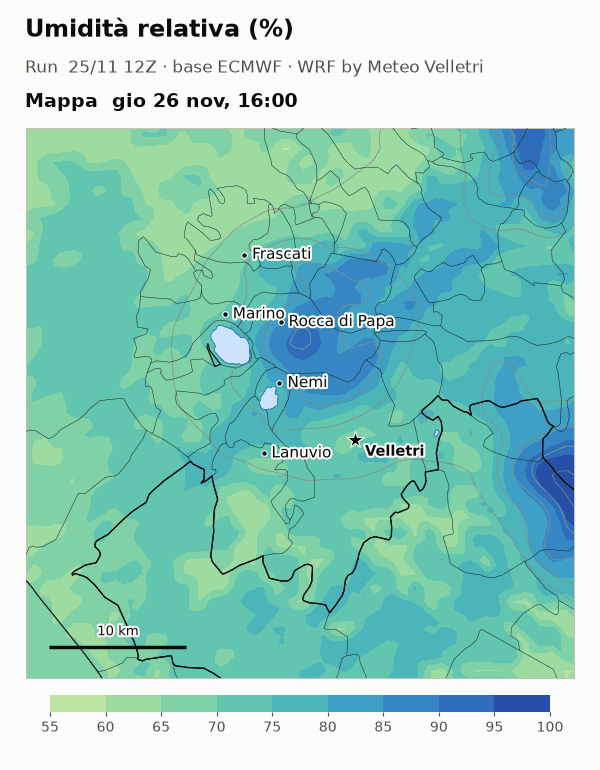 Umidità relativa (%)
Run  25/11 12Z · base ECMWF · WRF by Meteo Velletri
Mappa  gio 26 nov, 16:00
Frascati
Marino
Rocca di Papa
Nemi
Velletri
Lanuvio
10 km
55 60 65 70 75 80 85 90 95 100